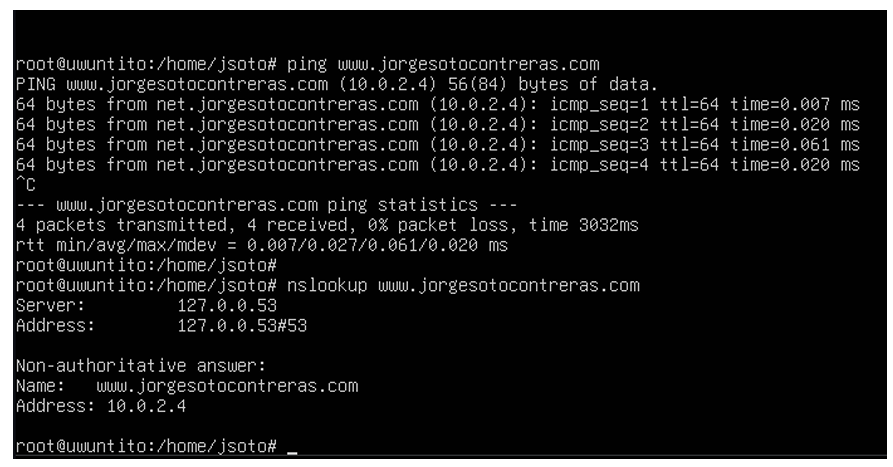 root@uwuntito:/home/jsoto# ping www.jorgesotocontreras.com
PING www.jorgesotocontreras.com (10.0.2.4) 56(84) bytes of data.
64 bytes from net.jorgesotocontreras.com (10.0.2.4): icmp_seq=1 ttl=64 time=0.007 ms
64 bytes from net.jorgesotocontreras.com (10.0.2.4): icmp_seq=2 ttl=64 time=0.020 ms
64 bytes from net.jorgesotocontreras.com (10.0.2.4): icmp_seq=3 ttl=64 time=0.061 ms
64 bytes from net.jorgesotocontreras.com (10.0.2.4): icmp_seq=4 ttl=64 time=0.020 ms
^C
--- www.jorgesotocontreras.com ping statistics ---
4 packets transmitted, 4 received, 0% packet loss, time 3032ms
rtt min/avg/max/mdev = 0.007/0.027/0.061/0.020 ms
root@uwuntito:/home/jsoto#
root@uwuntito:/home/jsoto# nslookup www.jorgesotocontreras.com
Server:         127.0.0.53
Address:        127.0.0.53#53

Non-authoritative answer:
Name:   www.jorgesotocontreras.com
Address: 10.0.2.4

root@uwuntito:/home/jsoto# _